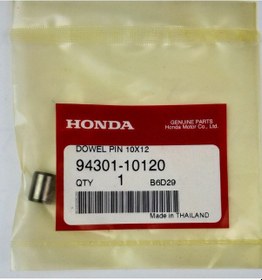 HONDA
GENUINE PARTS
Honda Motor Co., Ltd.
DOWEL PIN 10X12
94301-10120
QTY 1 B6D29
Made in THAILAND